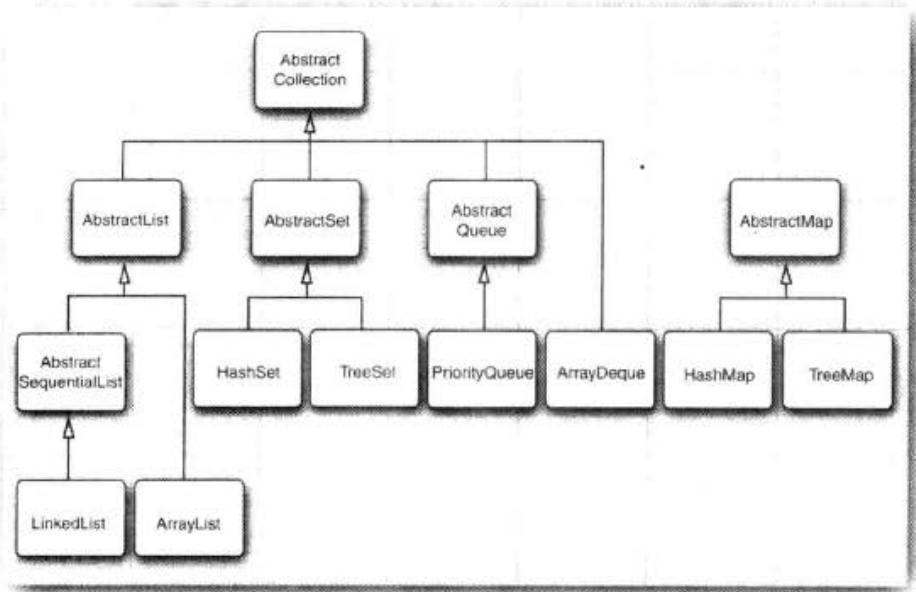 Abstract
Collection
AbstractList
AbstractSet
Abstract
Queue
AbstractMap
Abstract
SequentialList
HashSet
TreeSet
PriorityQueue
ArrayDeque
HashMap
TreeMap
LinkedList
ArrayList